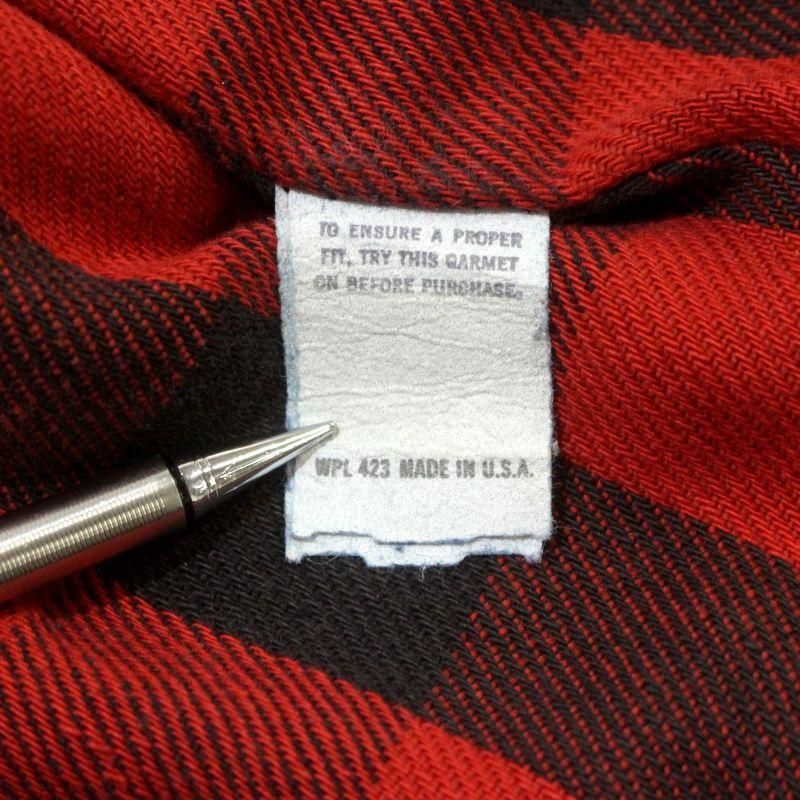 TO ENSURE A PROPER
FIT, TRY THIS GARMET
ON BEFORE PURCHASE.
WPL 423 MADE IN U.S.A.